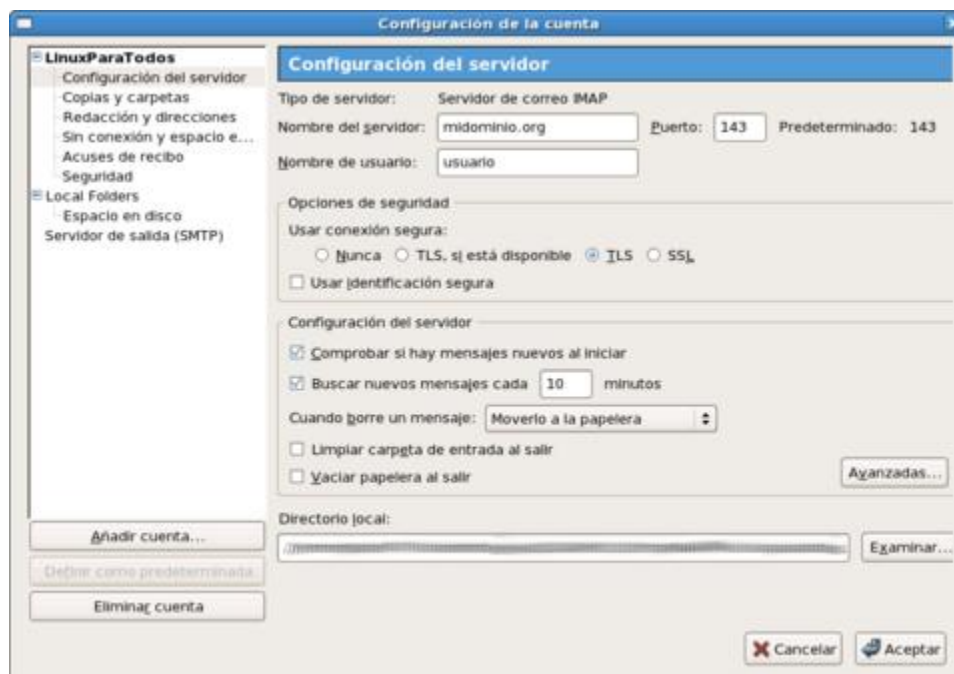 Configuración de la cuenta
LinuxParaTodos
Configuración del servidor
Copias y carpetas
Redacción y direcciones
Sin conexión y espacio e...
Acuses de recibo
Seguridad
Local Folders
Espacio en disco
Servidor de salida (SMTP)
Añadir cuenta...
Definir como predeterminada
Eliminar cuenta
Configuración del servidor
Tipo de servidor: Servidor de correo IMAP
Nombre del servidor: midominio.org Puerto: 143 Predeterminado: 143
Nombre de usuario: usuario
Opciones de seguridad
Usar conexión segura:
Nunca TLS, si está disponible TLS SSL
Usar identificación segura
Configuración del servidor
Comprobar si hay mensajes nuevos al iniciar
Buscar nuevos mensajes cada 10 minutos
Cuando borre un mensaje: Moverlo a la papelera
Limpiar carpeta de entrada al salir
Vaciar papelera al salir
Avanzadas...
Directorio local:
Examinar...
Cancelar Aceptar